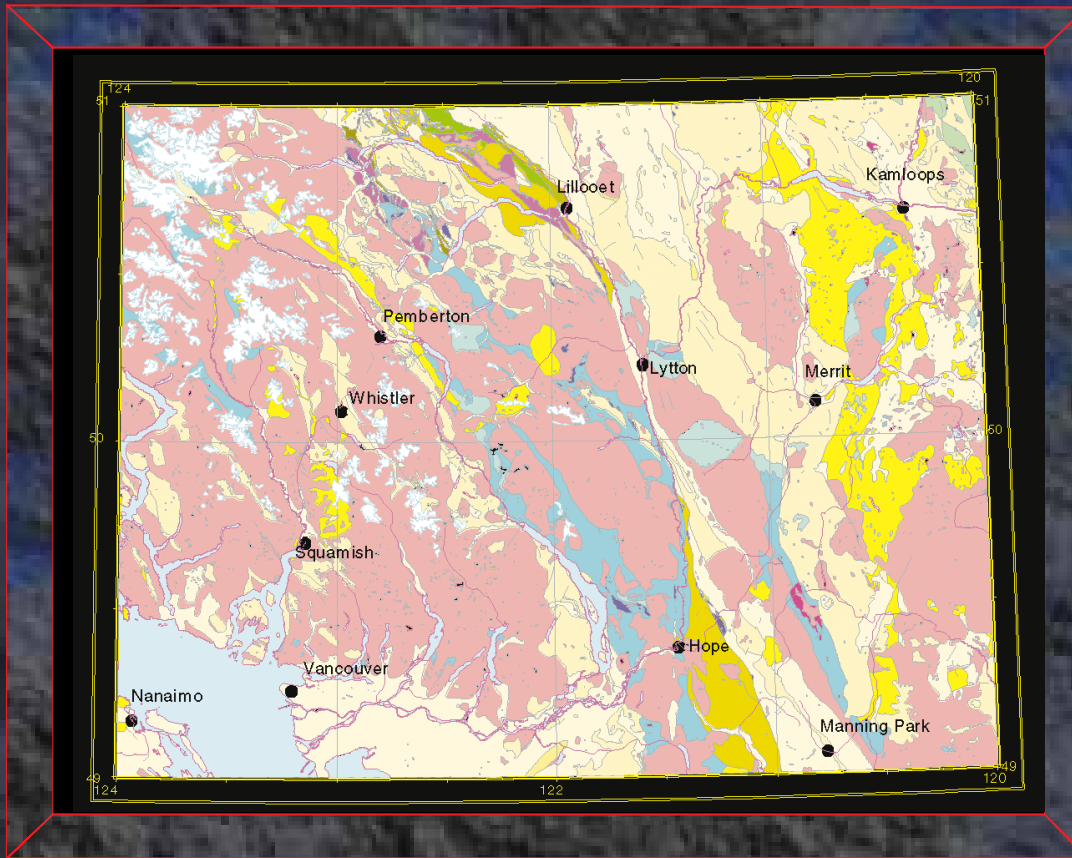 124
120
51
51
Kamloops
Lillooet
Pemberton
Lytton
Merrit
Whistler
50
50
Squamish
Hope
Vancouver
Nanaimo
Manning Park
49
49
124
122
120